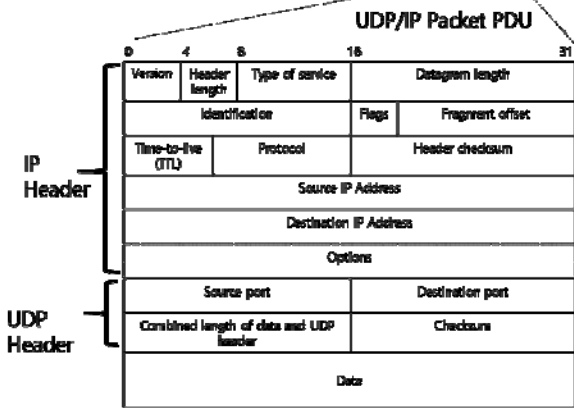 UDP/IP Packet PDU
0 4 8 16 31
Version Header length Type of service Datagram length
Identification Flags Fragment offset
Time-to-live (TTL) Protocol Header checksum
IP Header
Source IP Address
Destination IP Address
Options
Source port Destination port
UDP Header
Combined length of data and UDP header Checksum
Data